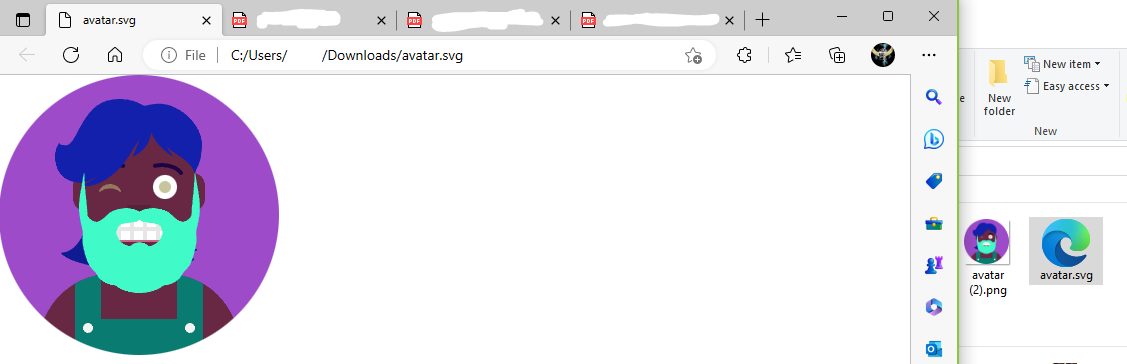 avatar.svg
PDF
PDF
PDF
File
C:/Users/ /Downloads/avatar.svg
New item
Easy access
e
New
folder
New
avatar
(2).png
avatar.svg